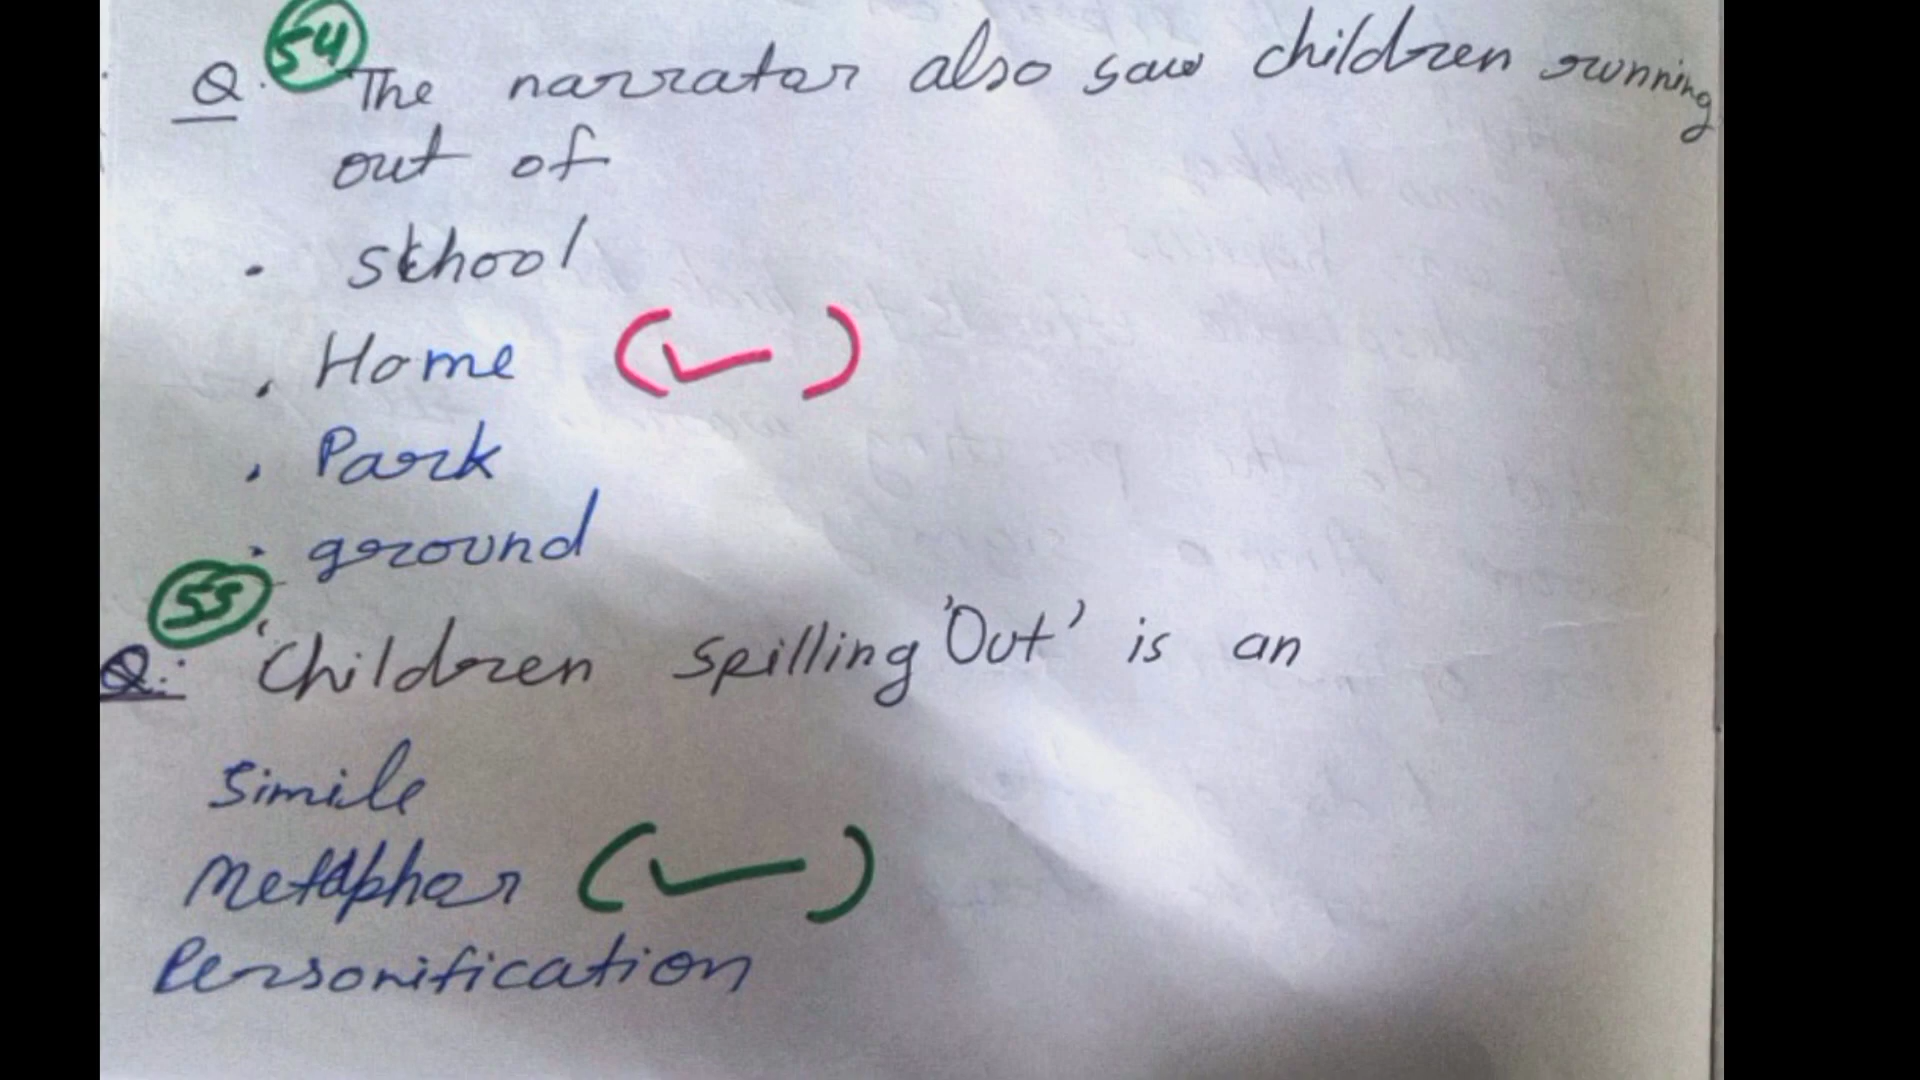 Q. 54 The narrator also saw children running
out of
. school
. Home (✓)
. Park
. ground
55
Q. 'Children Spilling 'Out' is an
Simile
Metaphor (✓)
Personification